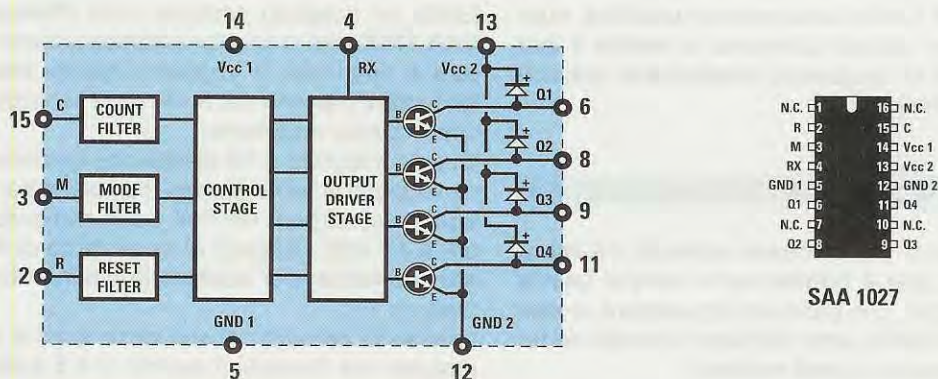 14 4 13
Vcc 1 RX Vcc 2
Q1
6
15 C COUNT FILTER
B C E
Q2
8
3 M MODE FILTER
CONTROL STAGE
OUTPUT DRIVER STAGE
B C E
Q3
9
B C E
Q4
11
2 R RESET FILTER
B C E
GND 1 GND 2
5 12
N.C. 1 16 N.C.
R 2 15 C
M 3 14 Vcc 1
RX 4 13 Vcc 2
GND 1 5 12 GND 2
Q1 6 11 Q4
N.C. 7 10 N.C.
Q2 8 9 Q3
SAA 1027